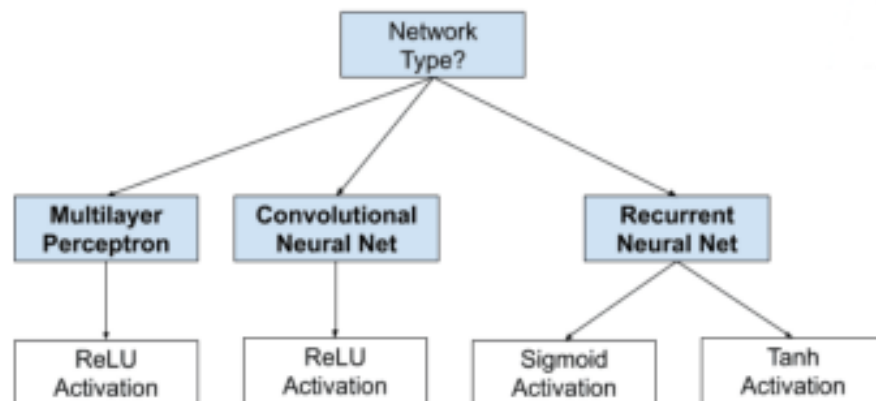 Network
Type?
Multilayer
Perceptron
Convolutional
Neural Net
Recurrent
Neural Net
ReLU
Activation
ReLU
Activation
Sigmoid
Activation
Tanh
Activation